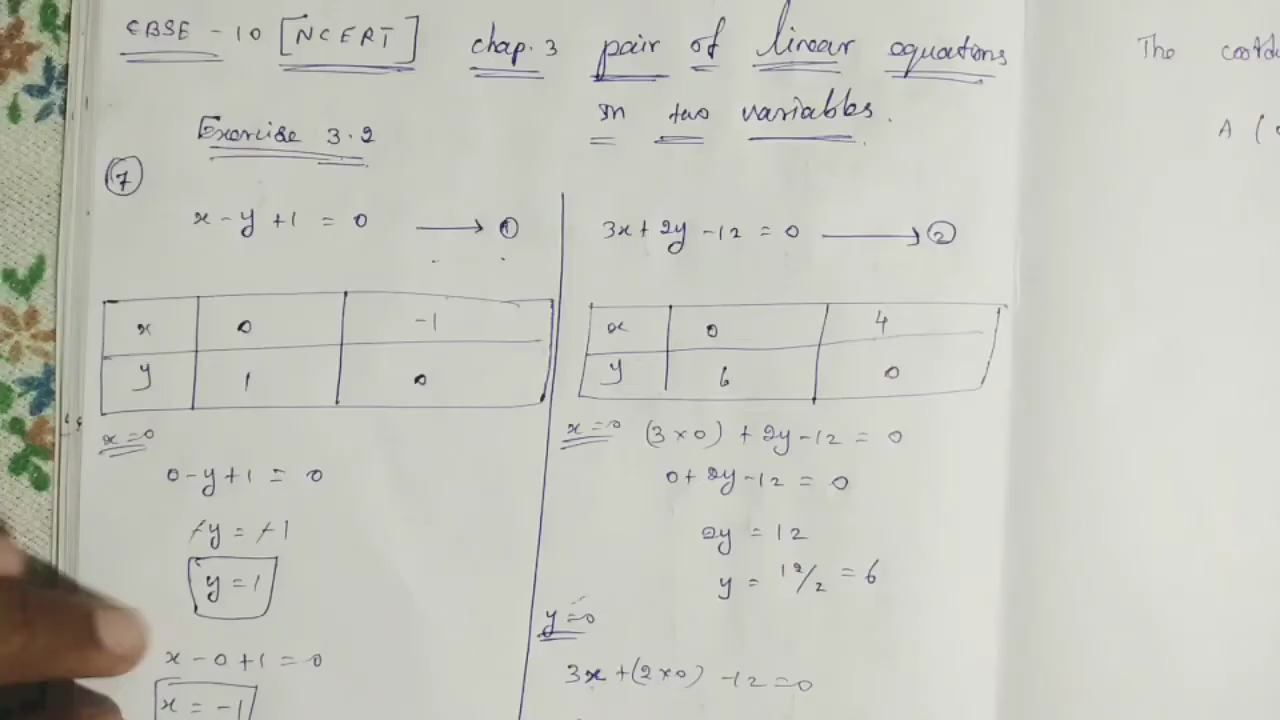 CBSE - 10 [NCERT] chap. 3 pair of linear equations
in two variables.
Exercise 3.2
7
x - y + 1 = 0 → ①
x 0 -1
y 1 0
x = 0
0 - y + 1 = 0
-y = -1
y = 1
x - 0 + 1 = 0
x = -1
3x + 2y - 12 = 0 → ②
x 0 4
y 6 0
x = 0 (3 × 0) + 2y - 12 = 0
0 + 2y - 12 = 0
2y = 12
y = 12/2 = 6
y = 0
3x + (2 × 0) - 12 = 0
The
A (